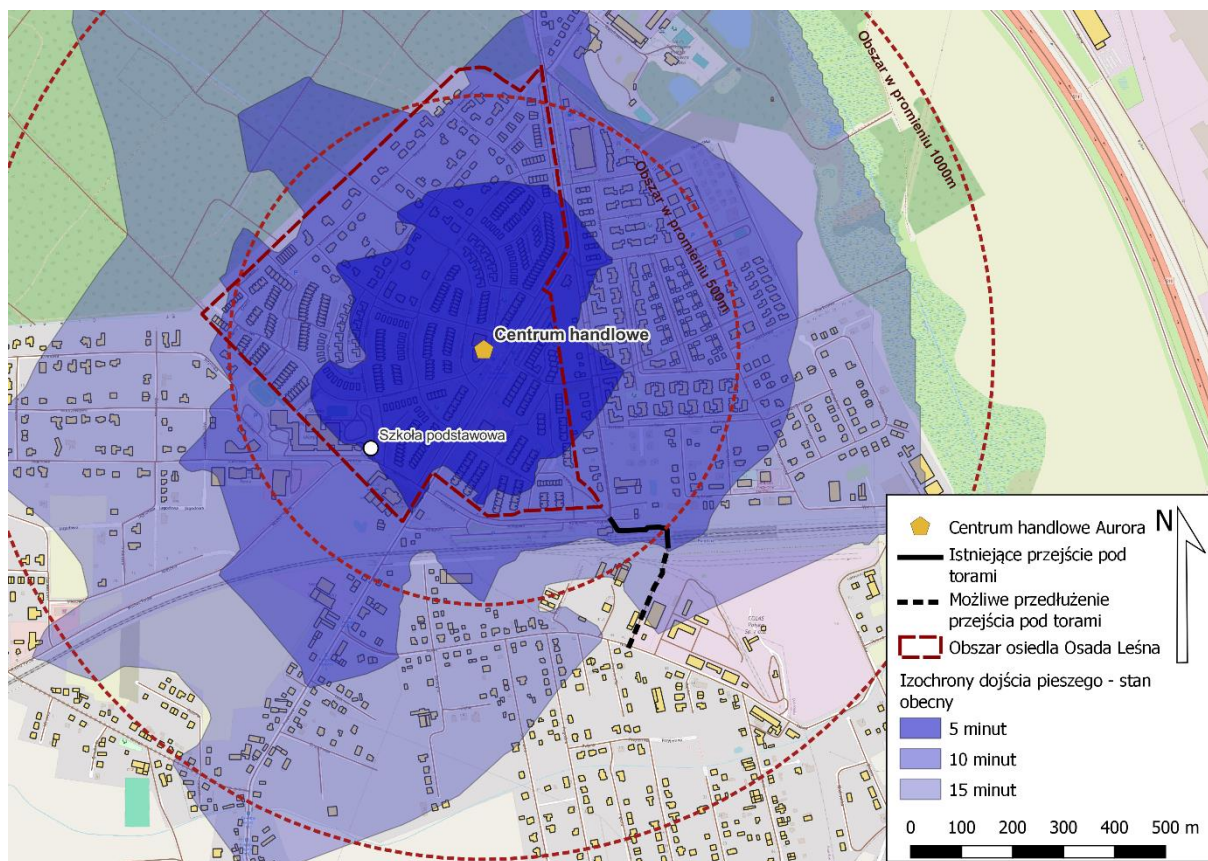 Obszar w promieniu 1000m
Obszar w promieniu 500m
Centrum handlowe
Szkoła podstawowa
N
Centrum handlowe Aurora
Istniejące przejście pod
torami
Możliwe przedłużenie
przejścia pod torami
Obszar osiedla Osada Leśna
Izochrony dojścia pieszego - stan
obecny
5 minut
10 minut
15 minut
0 100 200 300 400 500 m